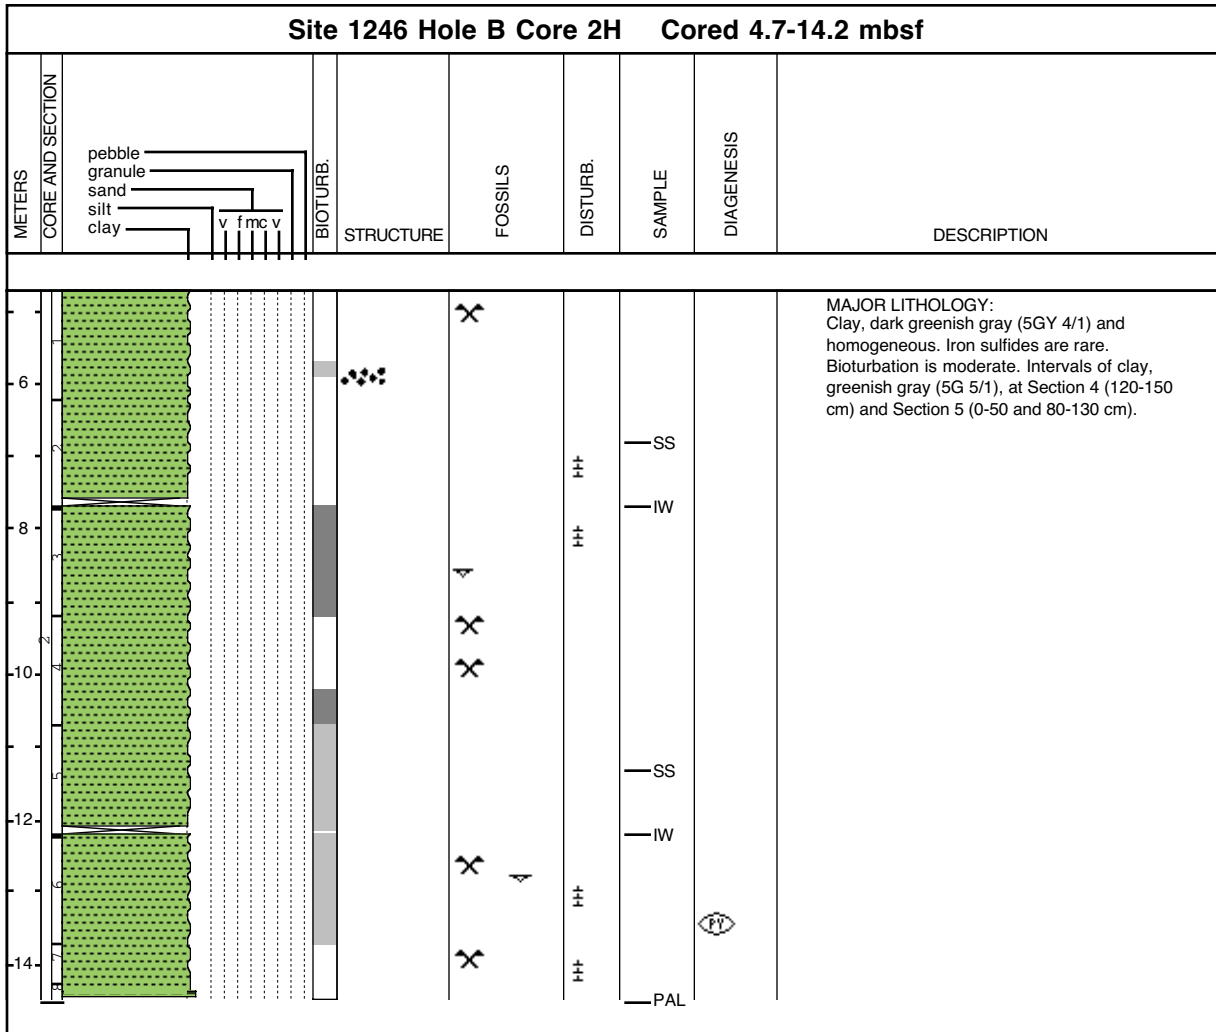 Site 1246 Hole B Core 2H Cored 4.7-14.2 mbsf
METERS
CORE AND SECTION
pebble
granule
sand
silt
clay
v f m c v
BIOTURB.
STRUCTURE
FOSSILS
DISTURB.
SAMPLE
DIAGENESIS
DESCRIPTION
MAJOR LITHOLOGY:
Clay, dark greenish gray (5GY 4/1) and
homogeneous. Iron sulfides are rare.
Bioturbation is moderate. Intervals of clay,
greenish gray (5G 5/1), at Section 4 (120-150
cm) and Section 5 (0-50 and 80-130 cm).
1
6
2
SS
IW
8
3
2
4
10
5
SS
12
IW
6
PY
7
14
8
PAL